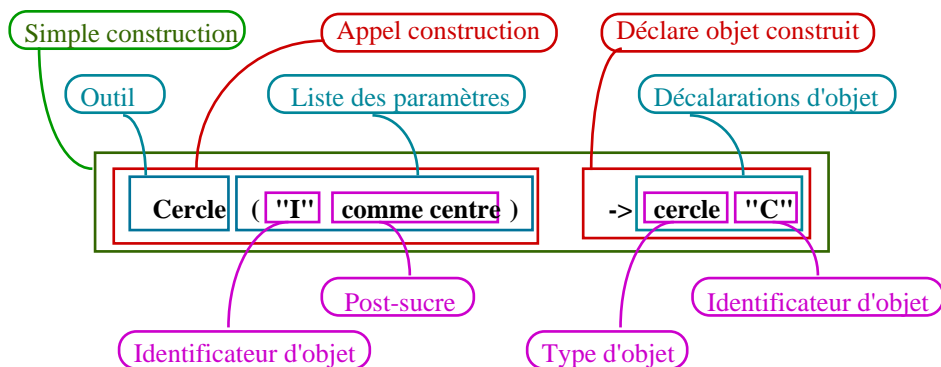 Simple construction
Appel construction
Déclare objet construit
Outil
Liste des paramètres
Décalarations d'objet
Cercle ( "I" comme centre ) -> cercle "C"
Post-sucre
Identificateur d'objet
Identificateur d'objet
Type d'objet